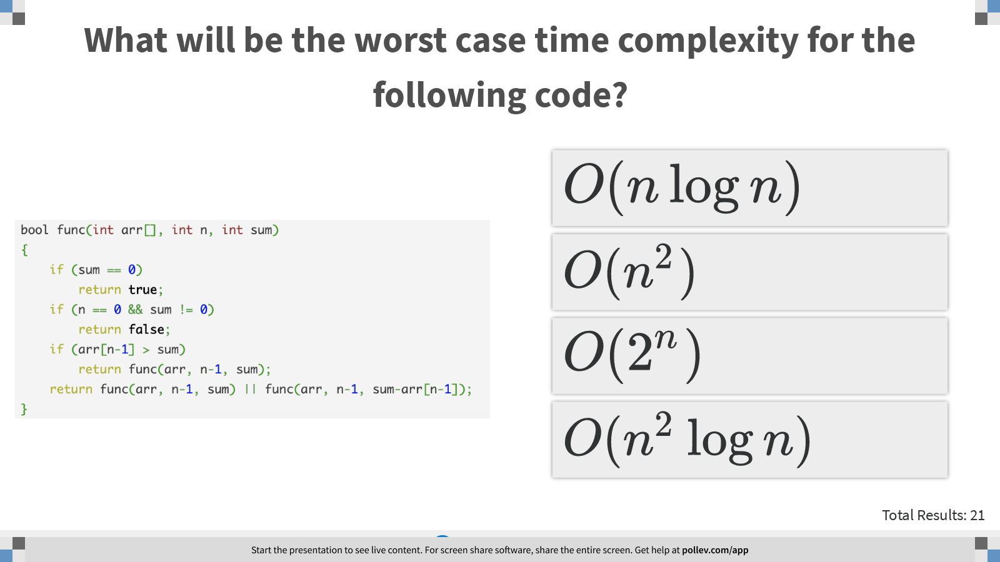 What will be the worst case time complexity for the
following code?
bool func(int arr[], int n, int sum)
{
    if (sum == 0)
        return true;
    if (n == 0 && sum != 0)
        return false;
    if (arr[n-1] > sum)
        return func(arr, n-1, sum);
    return func(arr, n-1, sum) || func(arr, n-1, sum-arr[n-1]);
}
O(n log n)
O(n²)
O(2ⁿ)
O(n² log n)
Total Results: 21
Start the presentation to see live content. For screen share software, share the entire screen. Get help at pollev.com/app